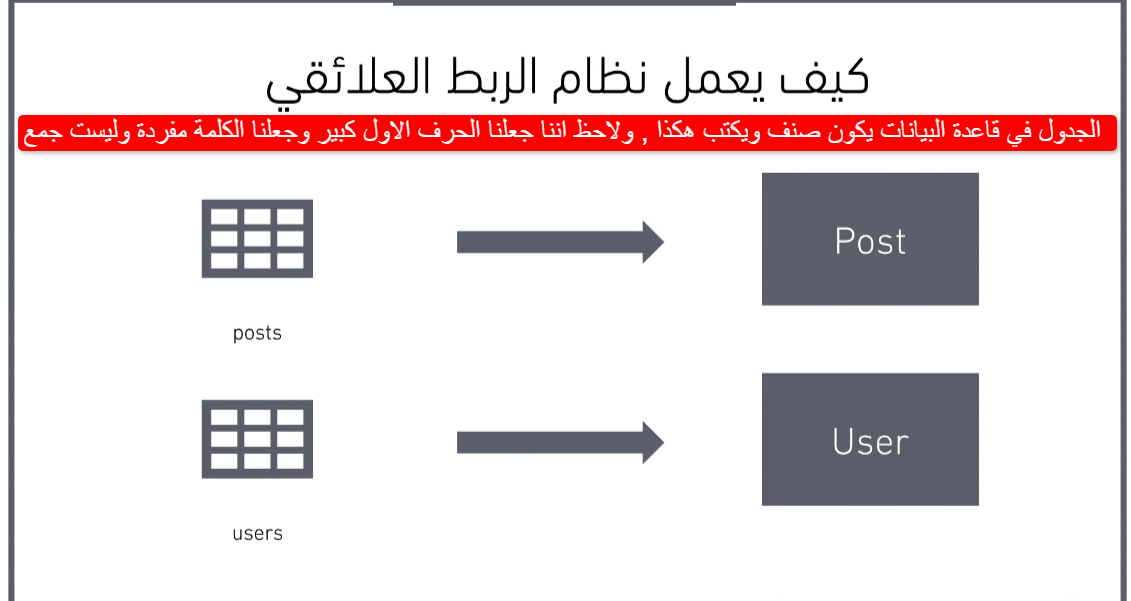 كيف يعمل نظام الربط العلائقي
الجدول في قاعدة البيانات يكون صنف ويكتب هكذا , ولاحظ اننا جعلنا الحرف الاول كبير وجعلنا الكلمة مفردة وليست جمع
Post
posts
User
users